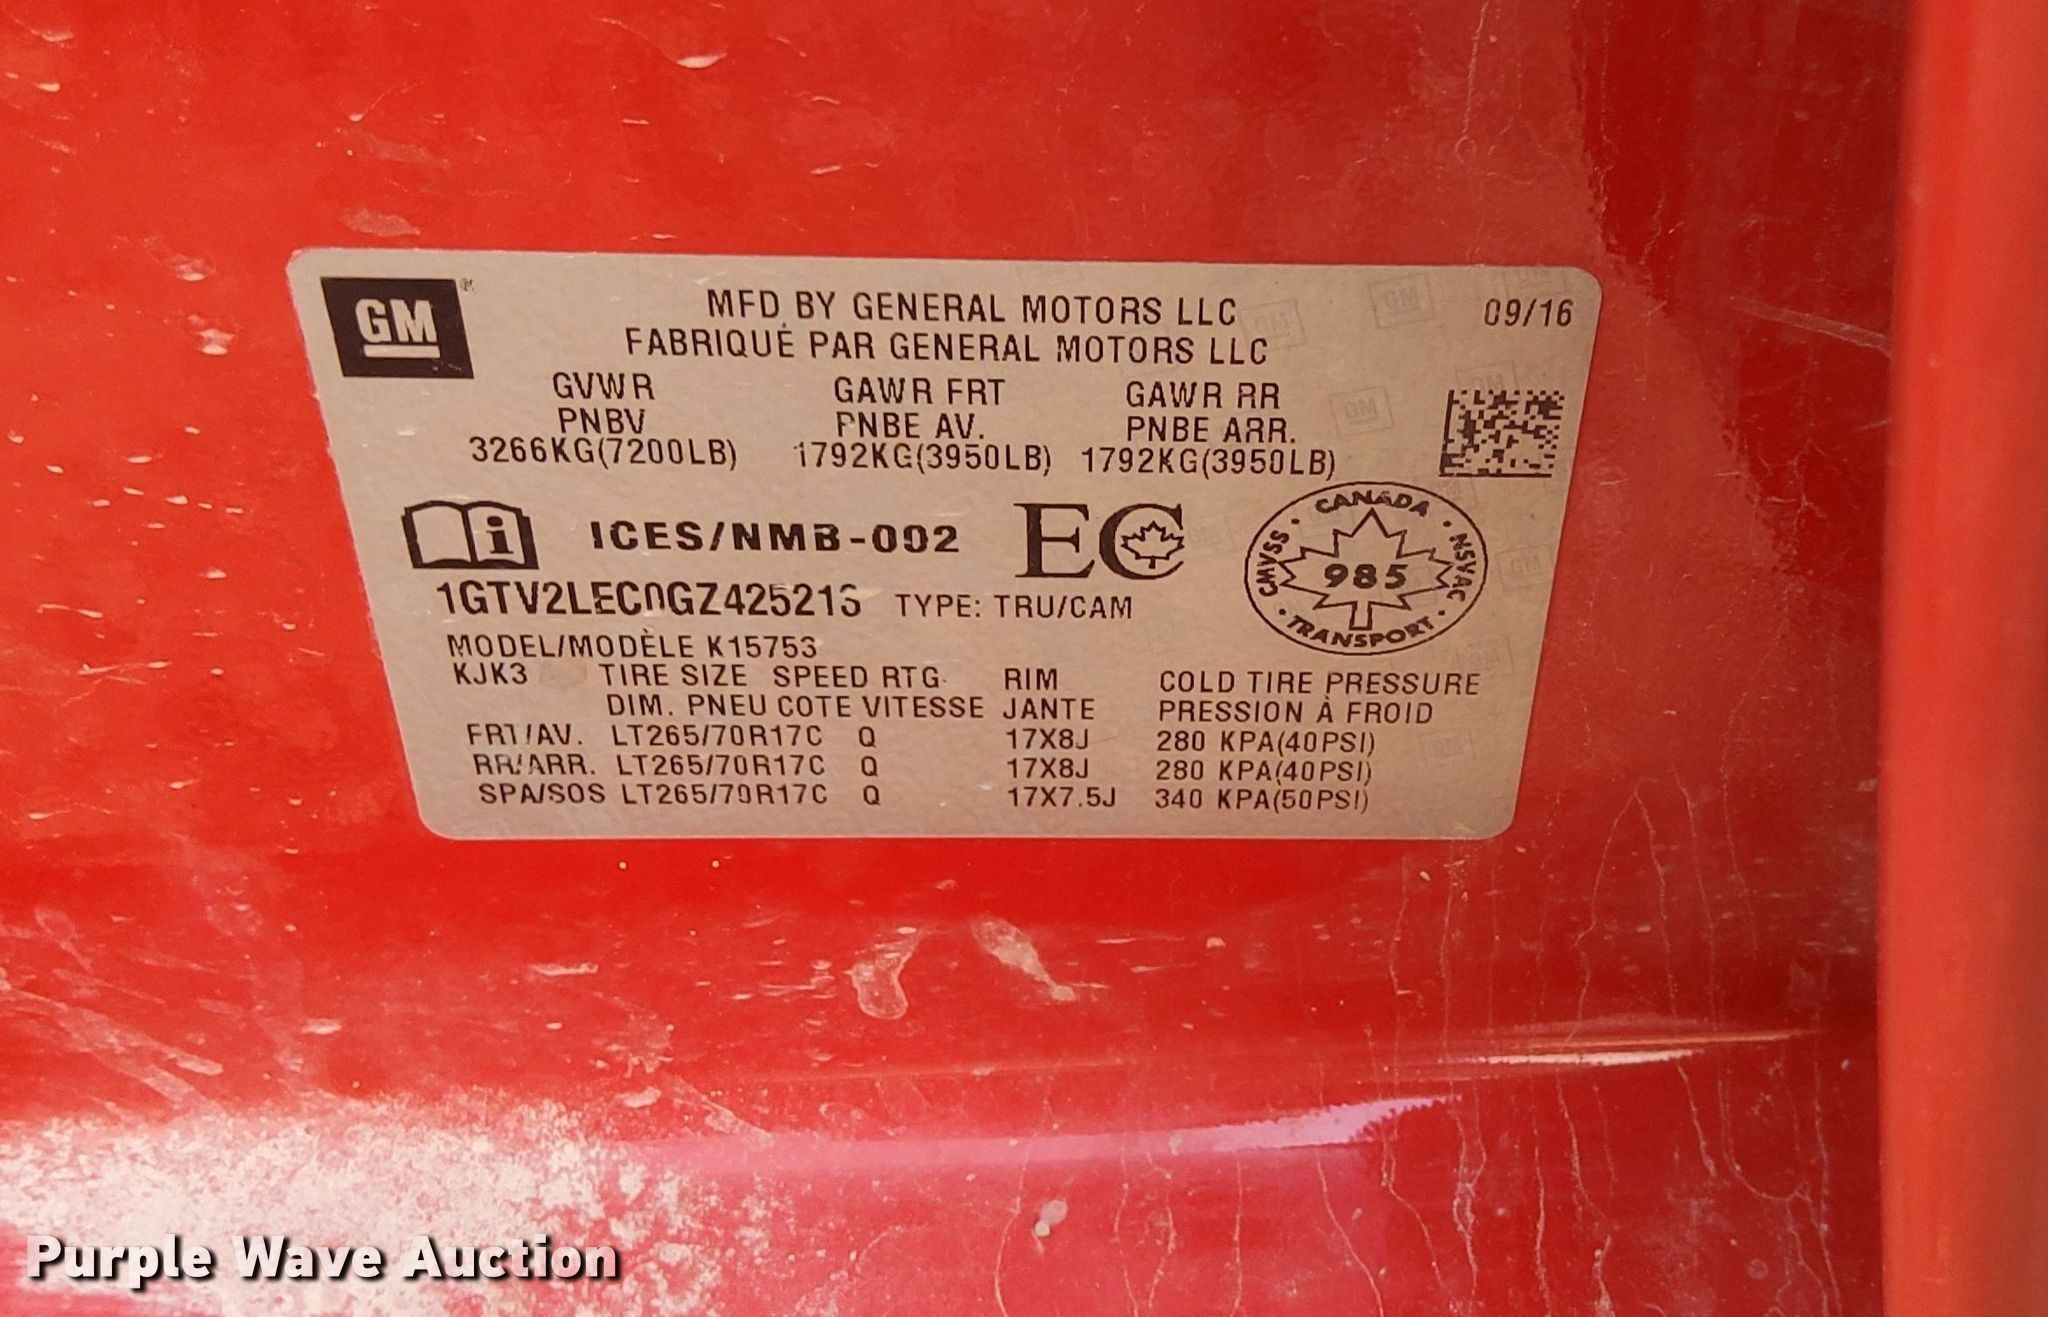 GM
MFD BY GENERAL MOTORS LLC
09/16
FABRIQUÉ PAR GENERAL MOTORS LLC
GVWR GAWR FRT GAWR RR
PNBV PNBE AV. PNBE ARR.
3266KG(7200LB) 1792KG(3950LB) 1792KG(3950LB)
ICES/NMB-002 EC
CANADA
CMVSS 985 NSVAC
TRANSPORT
1GTV2LEC0GZ425216 TYPE: TRU/CAM
MODEL/MODÈLE K15753
KJK3 TIRE SIZE SPEED RTG RIM COLD TIRE PRESSURE
DIM. PNEU COTE VITESSE JANTE PRESSION À FROID
FRT/AV. LT265/70R17C Q 17X8J 280 KPA(40PSI)
RR/ARR. LT265/70R17C Q 17X8J 280 KPA(40PSI)
SPA/SOS LT265/70R17C Q 17X7.5J 340 KPA(50PSI)
Purple Wave Auction